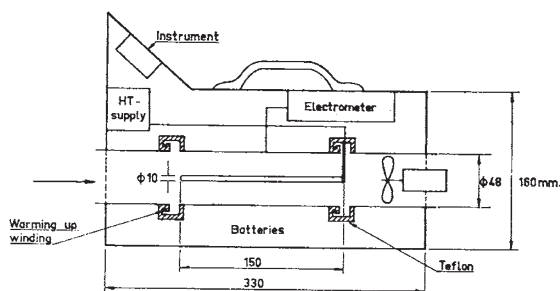 Instrument
HT-
supply
Electrometer
ϕ10
ϕ48
160mm.
Warming up
winding
Batteries
Teflon
150
330